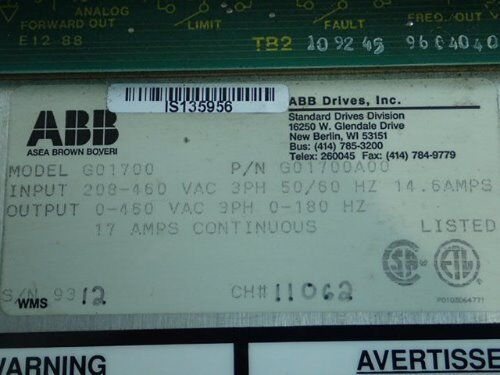 ANALOG
FORWARD OUT
LIMIT
FAULT
FREQ./OUT
E12 88
TB2 109245 9604040
IS135956
ABB
ASEA BROWN BOVERI
ABB Drives, Inc.
Standard Drives Division
16250 W. Glendale Drive
New Berlin, WI 53151
Bus: (414) 785-3200
Telex: 260045 Fax: (414) 784-9779
MODEL G01700 P/N G01700A00
INPUT 208-460 VAC 3PH 50/60 HZ 14.6AMPS
OUTPUT 0-460 VAC 3PH 0-180 HZ
17 AMPS CONTINUOUS
LISTED
S/N 9312
CH# 11062
WMS
WARNING
AVERTISSE